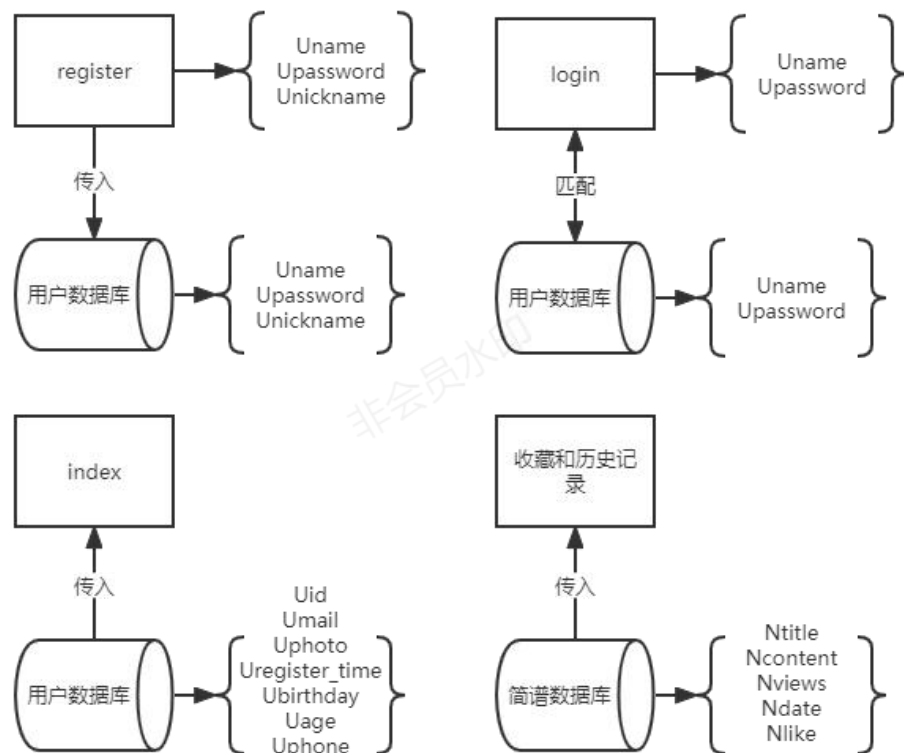 register
Uname
Upassword
Unickname
login
Uname
Upassword
传入
匹配
用户数据库
Uname
Upassword
Unickname
用户数据库
Uname
Upassword
非会员水印
index
收藏和历史记
录
传入
传入
用户数据库
Uid
Umail
Uphoto
Uregister_time
Ubirthday
Uage
Uphone
简谱数据库
Ntitle
Ncontent
Nviews
Ndate
Nlike